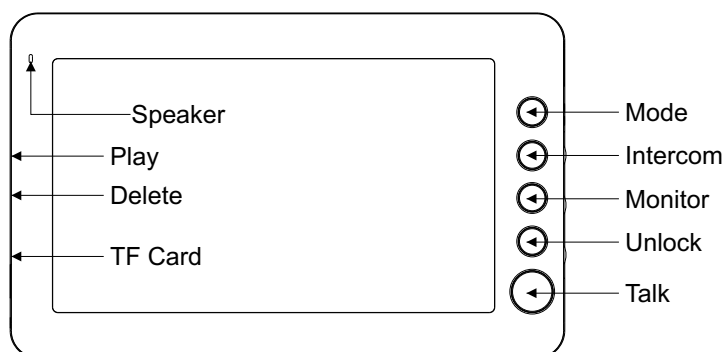 Speaker
Play
Delete
TF Card
Mode
Intercom
Monitor
Unlock
Talk